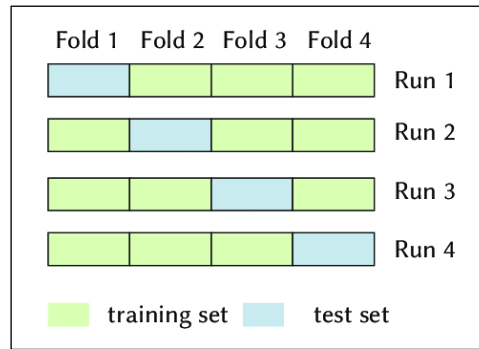 Fold 1 Fold 2 Fold 3 Fold 4
Run 1
Run 2
Run 3
Run 4
training set test set